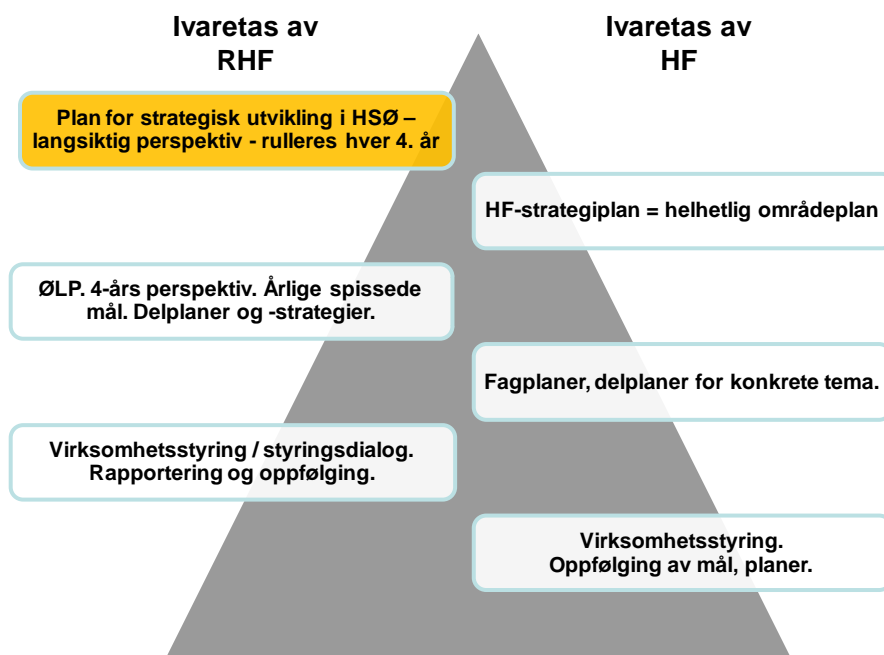 Ivaretas av
RHF
Ivaretas av
HF
Plan for strategisk utvikling i HSØ –
langsiktig perspektiv - rulleres hver 4. år
HF-strategiplan = helhetlig områdeplan
ØLP. 4-års perspektiv. Årlige spissede
mål. Delplaner og -strategier.
Fagplaner, delplaner for konkrete tema.
Virksomhetsstyring / styringsdialog.
Rapportering og oppfølging.
Virksomhetsstyring.
Oppfølging av mål, planer.